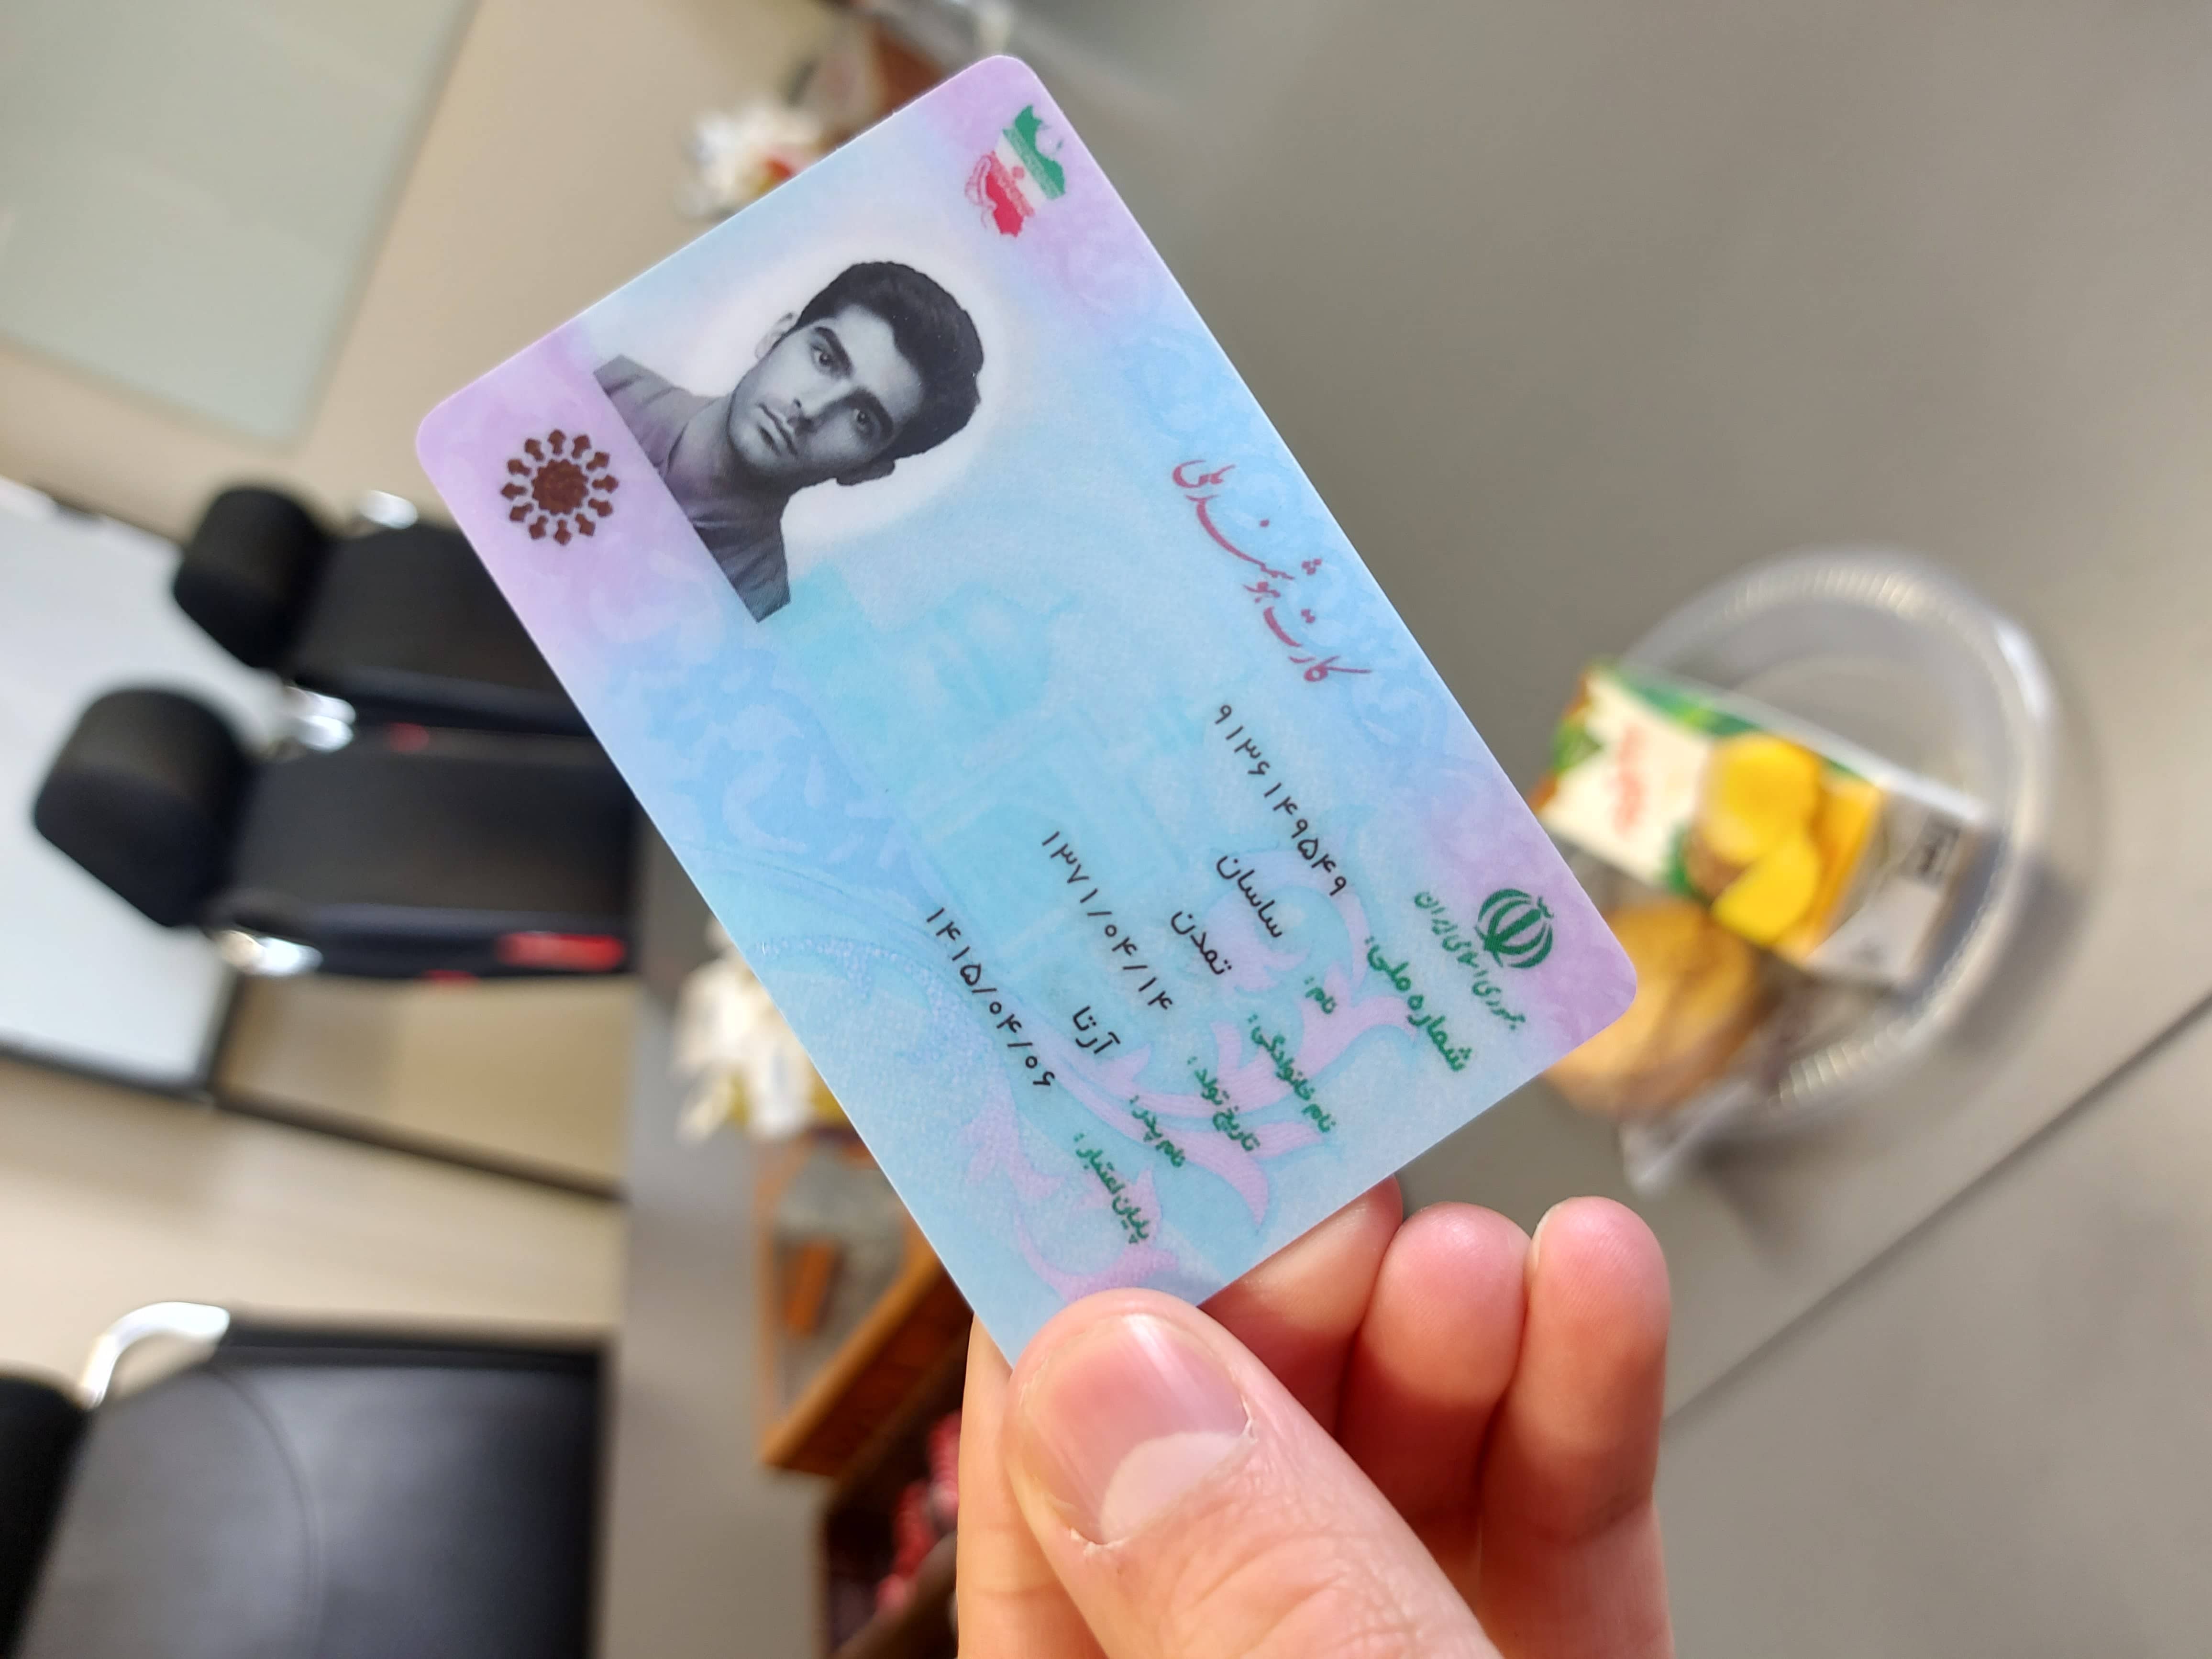 کارت هوشمند ملی
جمهوری اسلامی ایران
شماره ملی: ۹۱۳۶۱۴۹۵۴۹
نام: ساسان
نام خانوادگی: تمدن
تاریخ تولد: ۱۳۷۱/۰۴/۱۴
نام پدر: آرتا
پایان اعتبار: ۱۴۱۵/۰۴/۰۶